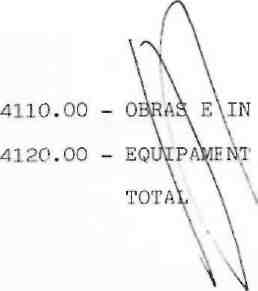 4110.00 - OBRAS E IN
4120.00 - EQUIPAMENT
TOTAL